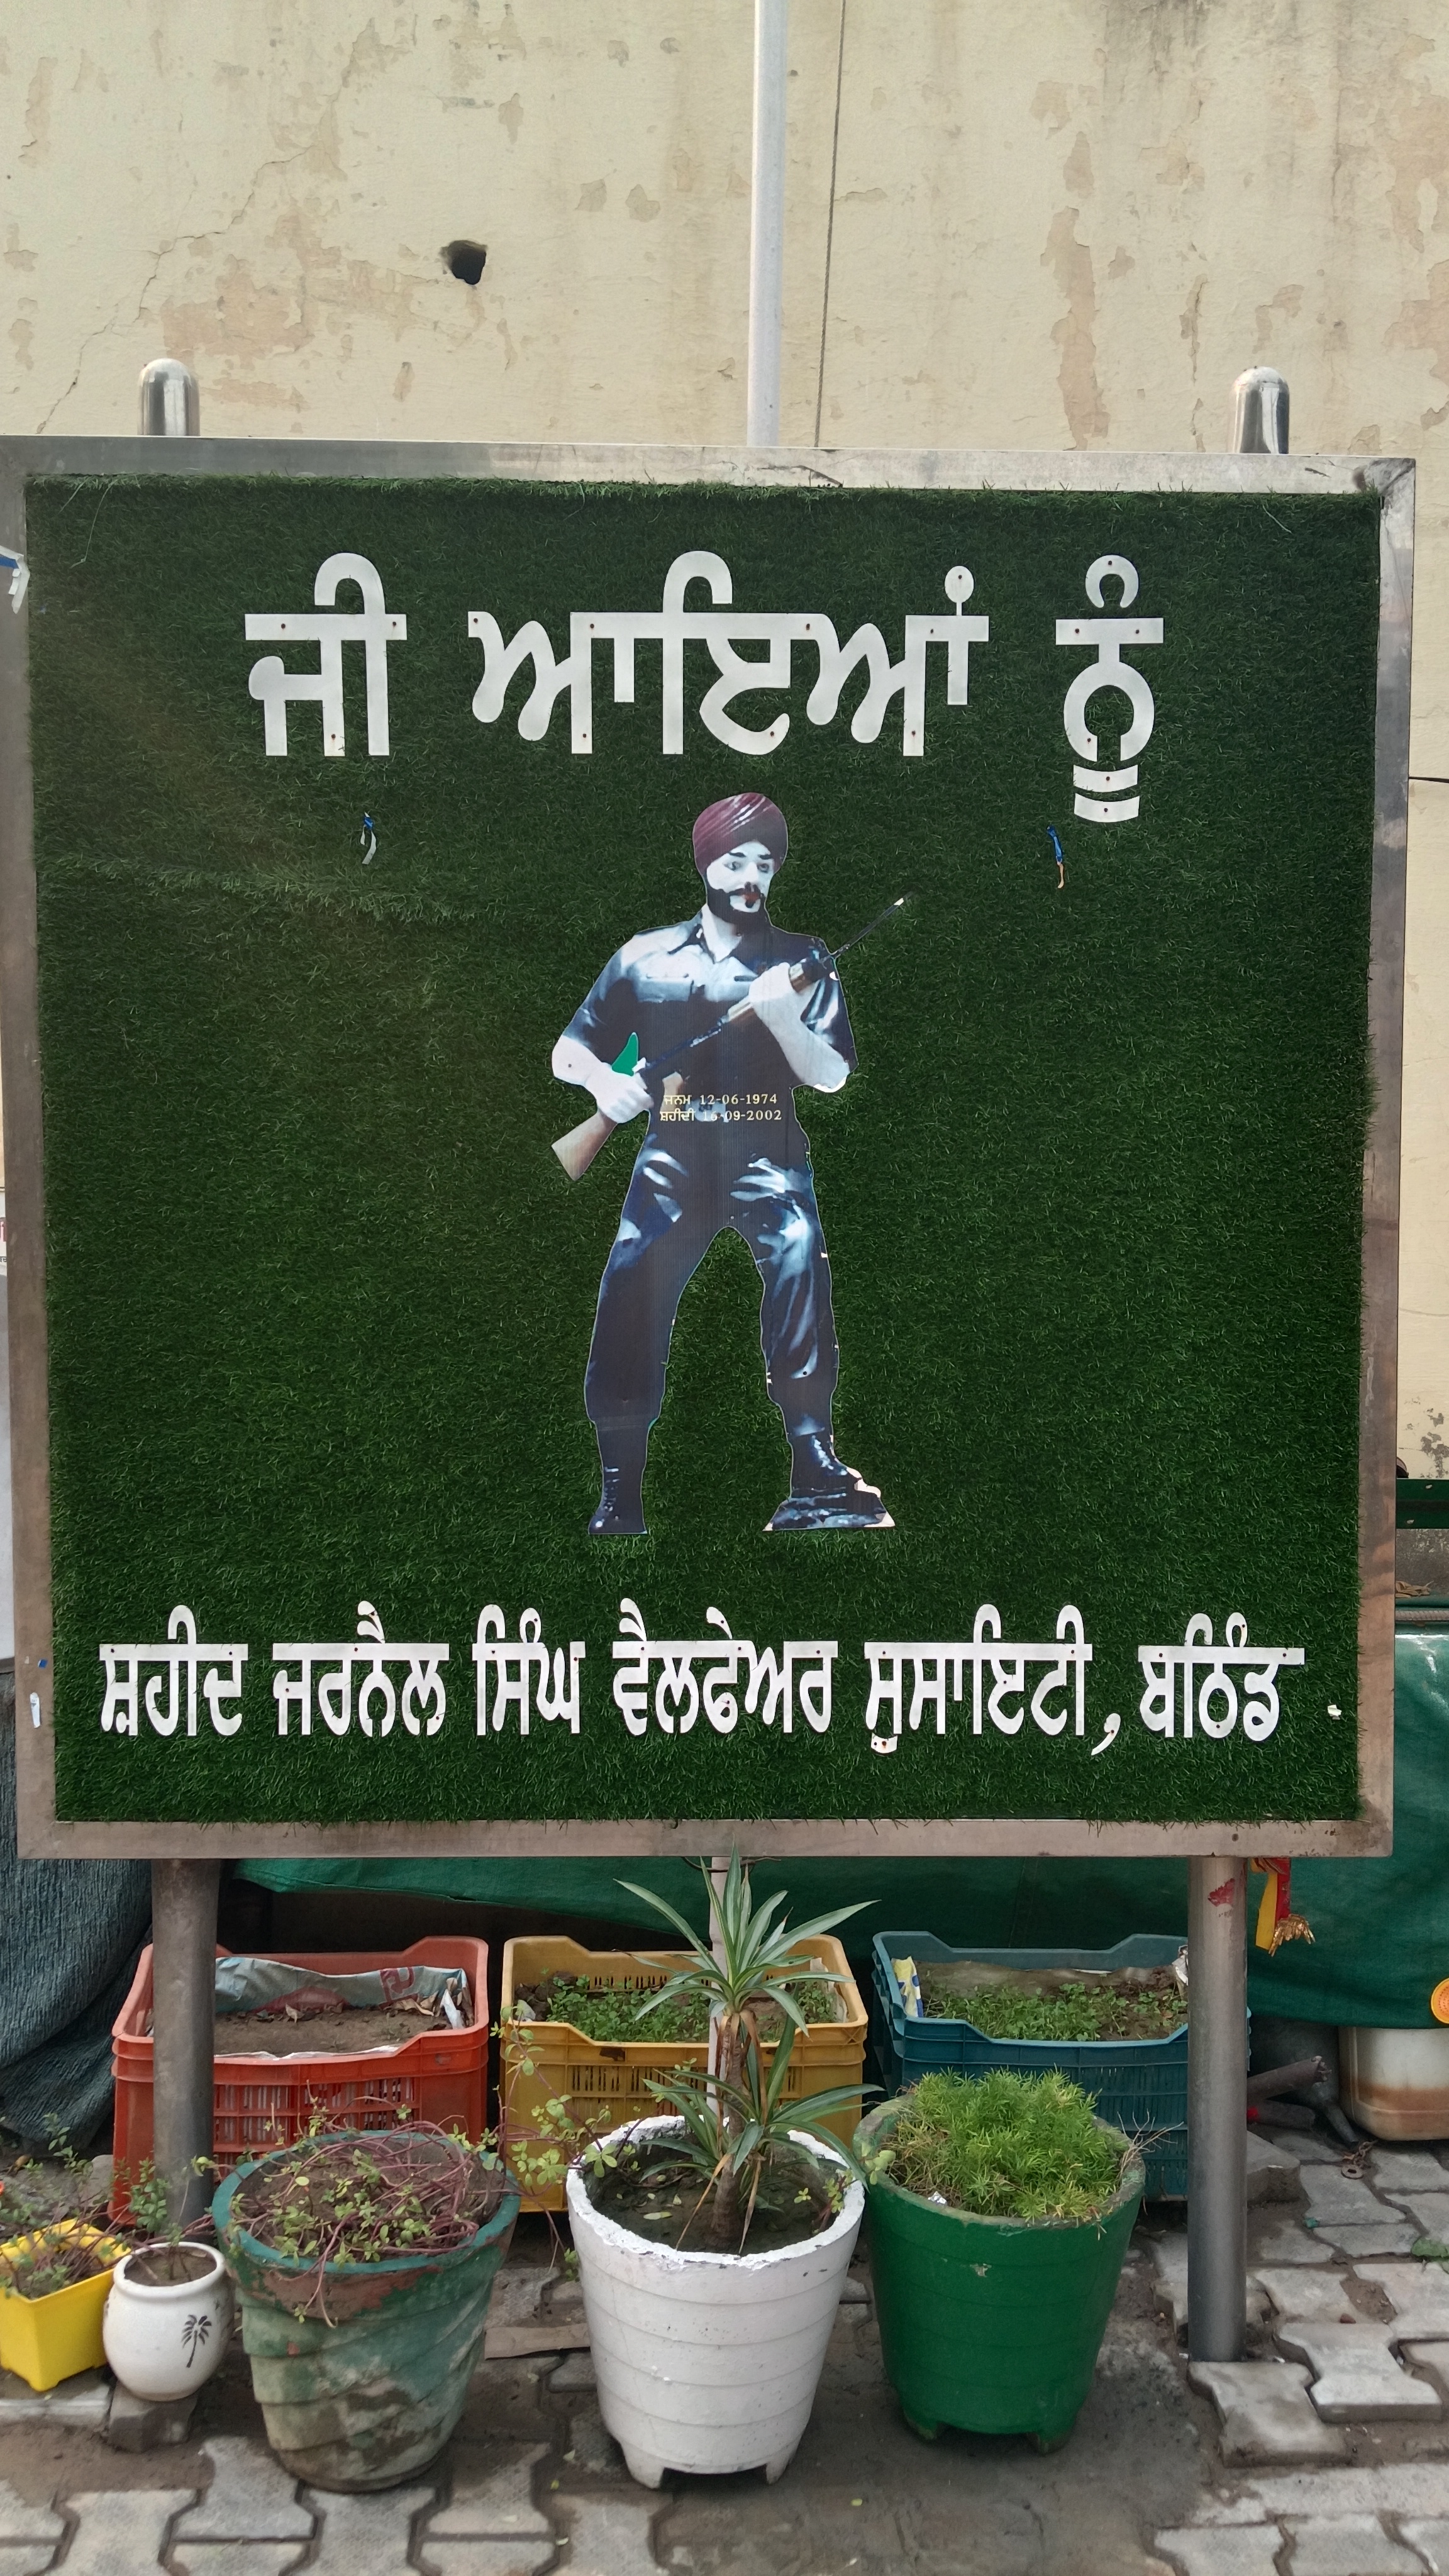 ਜੀ ਆਇਆਂ ਨੂੰ
ਜਨਮ 12-06-1974
ਸ਼ਹੀਦੀ 16-09-2002
ਸ਼ਹੀਦ ਜਰਨੈਲ ਸਿੰਘ ਵੈਲਫੇਅਰ ਸੁਸਾਇਟੀ, ਬਠਿੰਡ